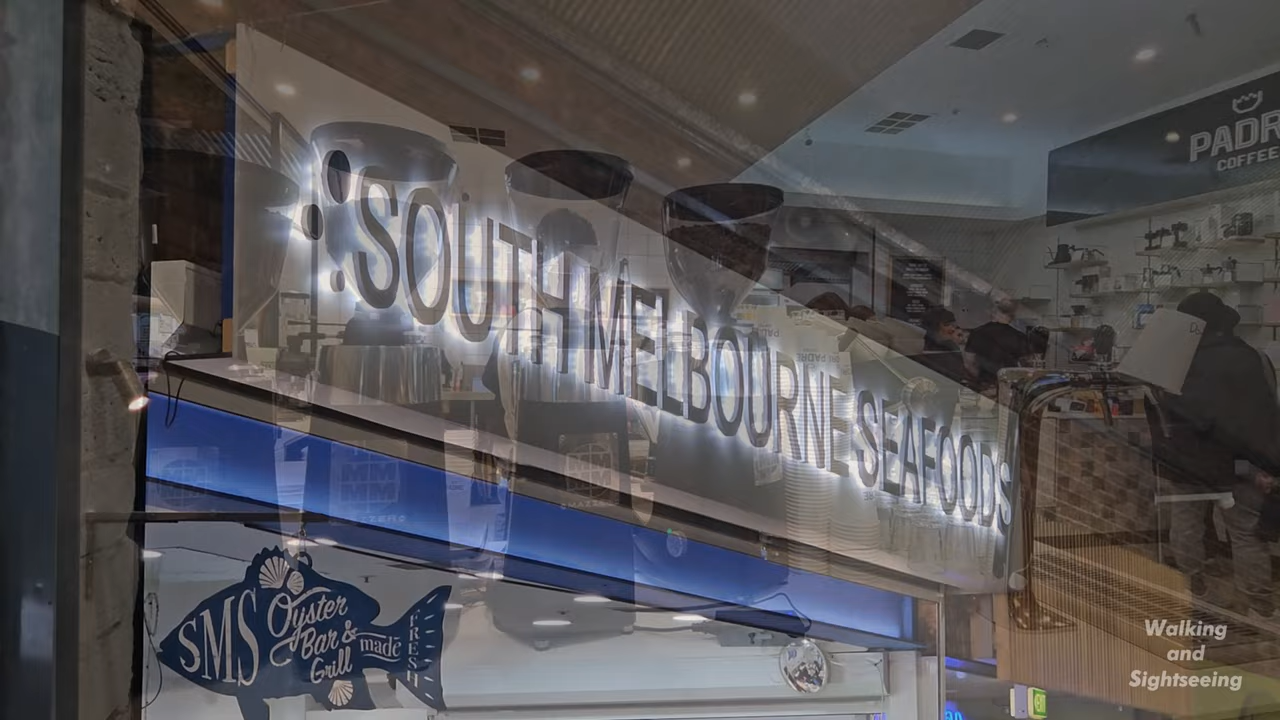 PADR
COFFEE
SOUTH MELBOURNE SEAFOODS
SMS
Oyster
Bar &
Grill
made
FRESH
Walking
and
Sightseeing